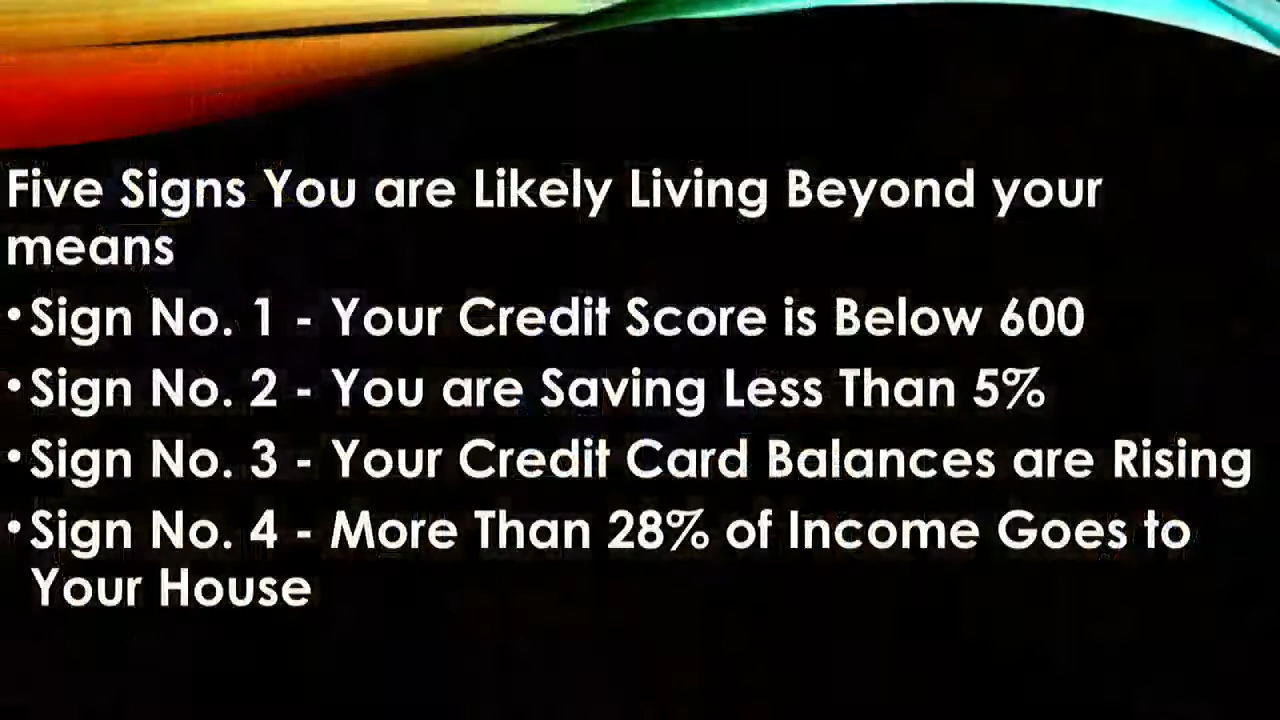 Five Signs You are Likely Living Beyond your
means
•Sign No. 1 - Your Credit Score is Below 600
•Sign No. 2 - You are Saving Less Than 5%
•Sign No. 3 - Your Credit Card Balances are Rising
•Sign No. 4 - More Than 28% of Income Goes to
Your House